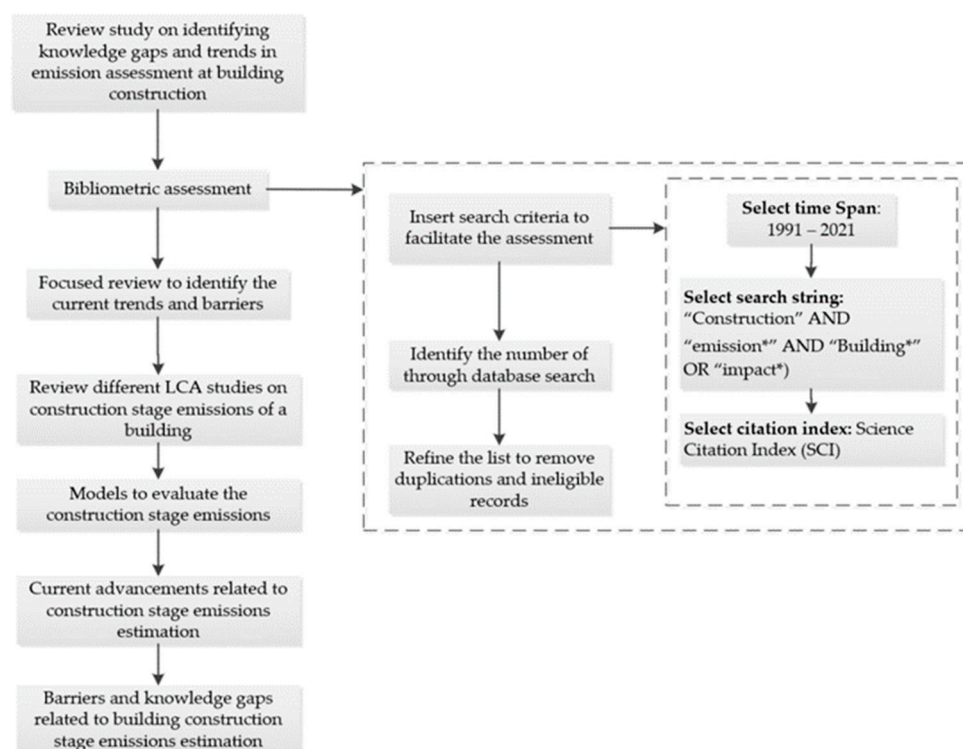 Review study on identifying
knowledge gaps and trends in
emission assessment at building
construction
Bibliometric assessment
Focused review to identify the
current trends and barriers
Review different LCA studies on
construction stage emissions of a
building
Models to evaluate the
construction stage emissions
Current advancements related to
construction stage emissions
estimation
Barriers and knowledge gaps
related to building construction
stage emissions estimation
Insert search criteria to
facilitate the assessment
Identify the number of
through database search
Refine the list to remove
duplications and ineligible
records
Select time Span:
1991 – 2021
Select search string:
“Construction” AND
“emission*” AND “Building*”
OR “impact*)
Select citation index: Science
Citation Index (SCI)